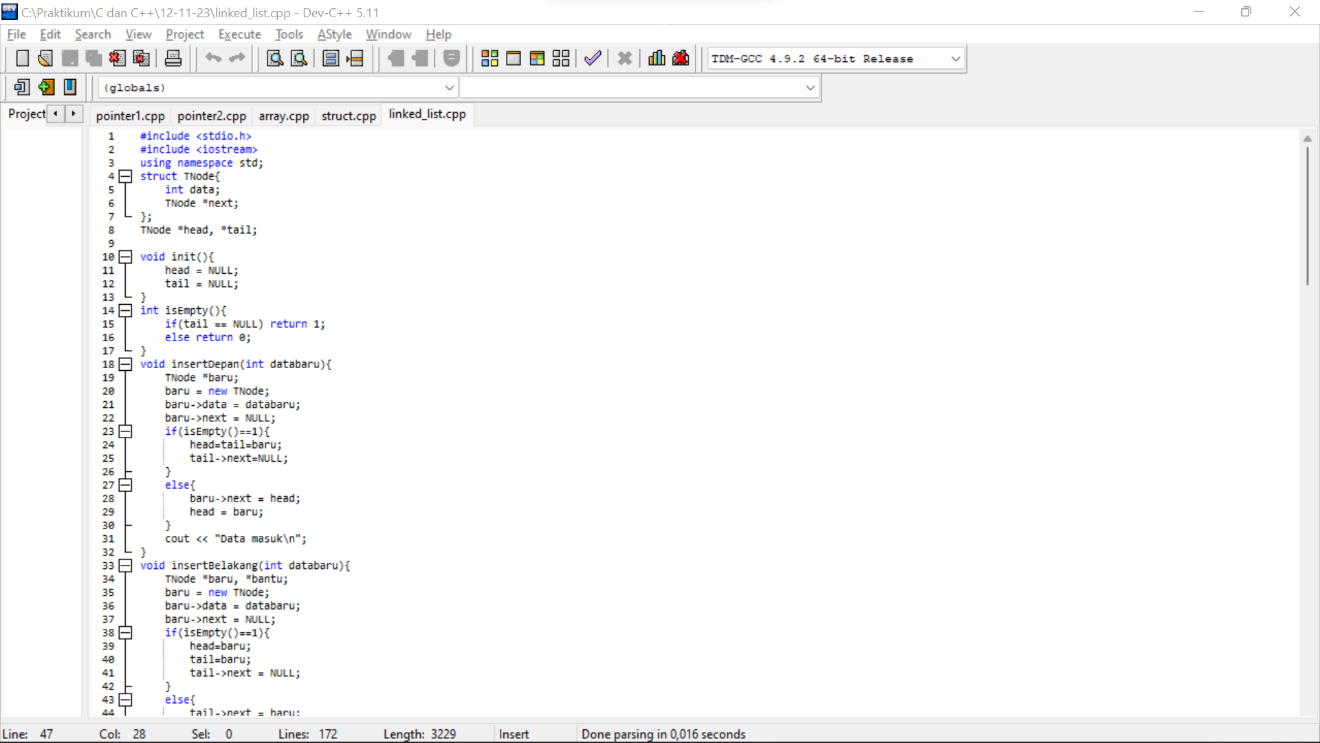 C:\Praktikum\C dan C++\12-11-23\linked_list.cpp - Dev-C++ 5.11
File Edit Search View Project Execute Tools AStyle Window Help
TDM-GCC 4.9.2 64-bit Release
(globals)
Project pointer1.cpp pointer2.cpp array.cpp struct.cpp linked_list.cpp
1 #include <stdio.h>
2 #include <iostream>
3 using namespace std;
4 struct TNode{
5 int data;
6 TNode *next;
7 };
8 TNode *head, *tail;
9
10 void init(){
11 head = NULL;
12 tail = NULL;
13 }
14 int isEmpty(){
15 if(tail == NULL) return 1;
16 else return 0;
17 }
18 void insertDepan(int databaru){
19 TNode *baru;
20 baru = new TNode;
21 baru->data = databaru;
22 baru->next = NULL;
23 if(isEmpty()==1){
24 head=tail=baru;
25 tail->next=NULL;
26 }
27 else{
28 baru->next = head;
29 head = baru;
30 }
31 cout << "Data masuk\n";
32 }
33 void insertBelakang(int databaru){
34 TNode *baru, *bantu;
35 baru = new TNode;
36 baru->data = databaru;
37 baru->next = NULL;
38 if(isEmpty()==1){
39 head=baru;
40 tail=baru;
41 tail->next = NULL;
42 }
43 else{
44 tail->next = baru;
Line: 47 Col: 28 Sel: 0 Lines: 172 Length: 3229 Insert Done parsing in 0,016 seconds